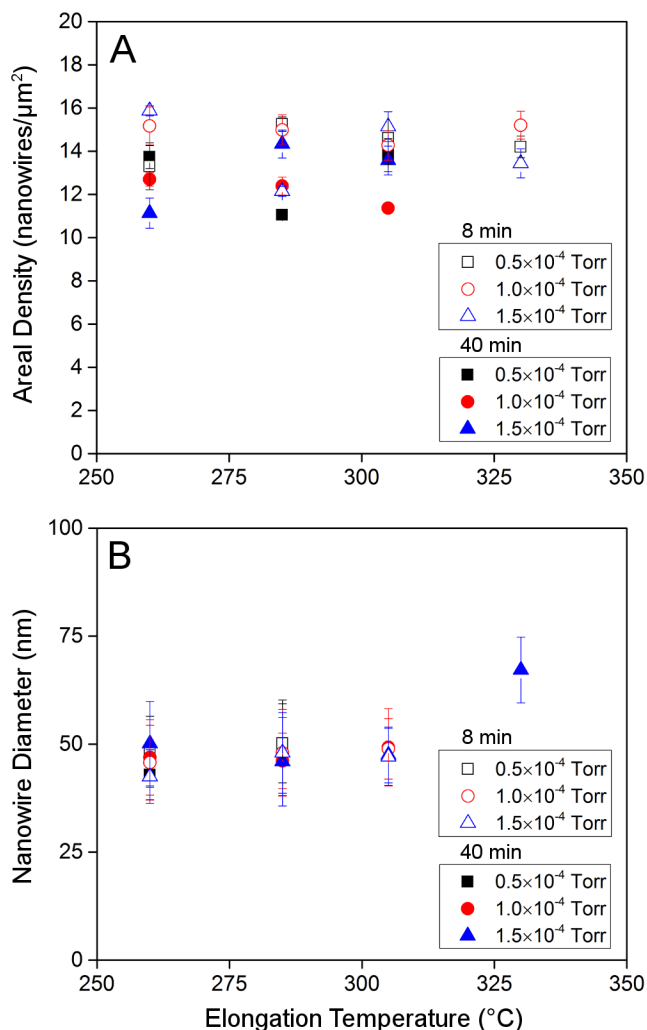 A
20
18
16
14
12
10
8
6
4
2
0
Areal Density (nanowires/µm²)
8 min
0.5×10⁻⁴ Torr
1.0×10⁻⁴ Torr
1.5×10⁻⁴ Torr
40 min
0.5×10⁻⁴ Torr
1.0×10⁻⁴ Torr
1.5×10⁻⁴ Torr
250 275 300 325 350
B
100
75
50
25
0
Nanowire Diameter (nm)
8 min
0.5×10⁻⁴ Torr
1.0×10⁻⁴ Torr
1.5×10⁻⁴ Torr
40 min
0.5×10⁻⁴ Torr
1.0×10⁻⁴ Torr
1.5×10⁻⁴ Torr
250 275 300 325 350
Elongation Temperature (°C)